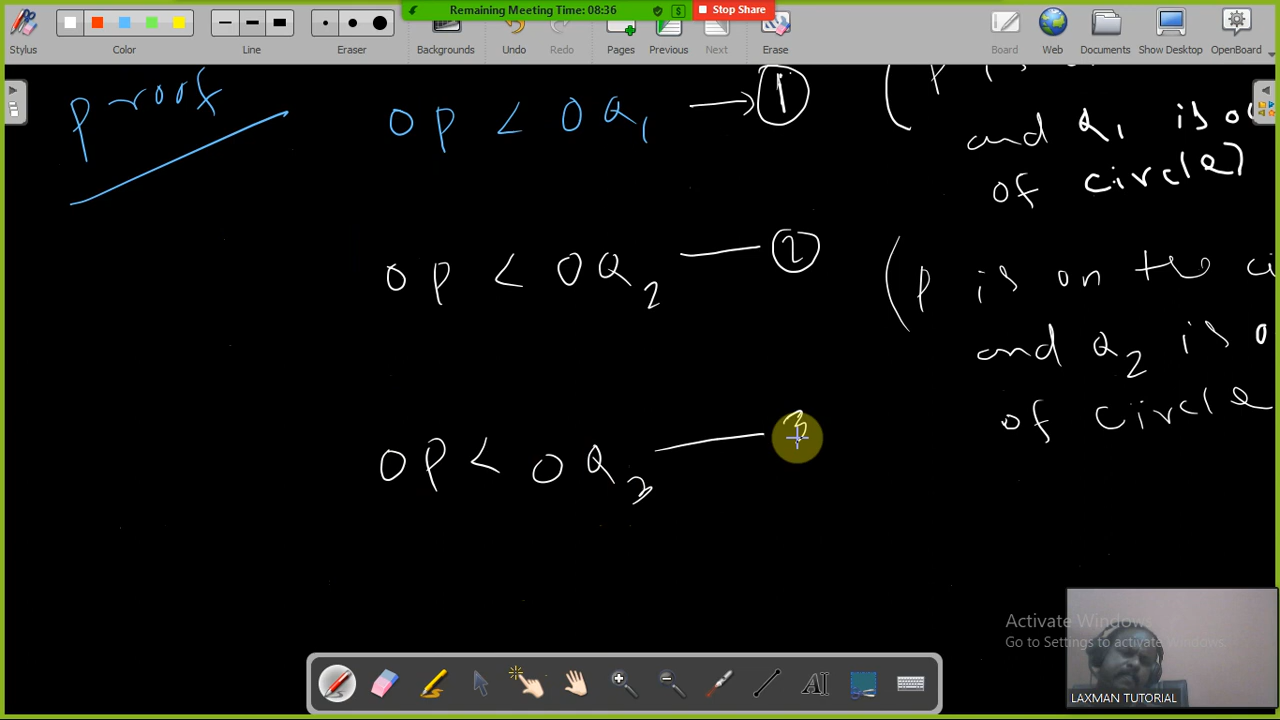 Remaining Meeting Time: 08:36 $ Stop Share
Stylus Color Line Eraser Backgrounds Undo Redo Pages Previous Next Erase Board Web Documents Show Desktop OpenBoard
proof
OP < OQ1 → 1
and Q1 is
of circle)
OP < OQ2 — 2
(P is on the
and Q2 is
of circle
OP < OQ3 — 3
Activate Windows
Go to Settings to activate Windows.
LAXMAN TUTORIAL